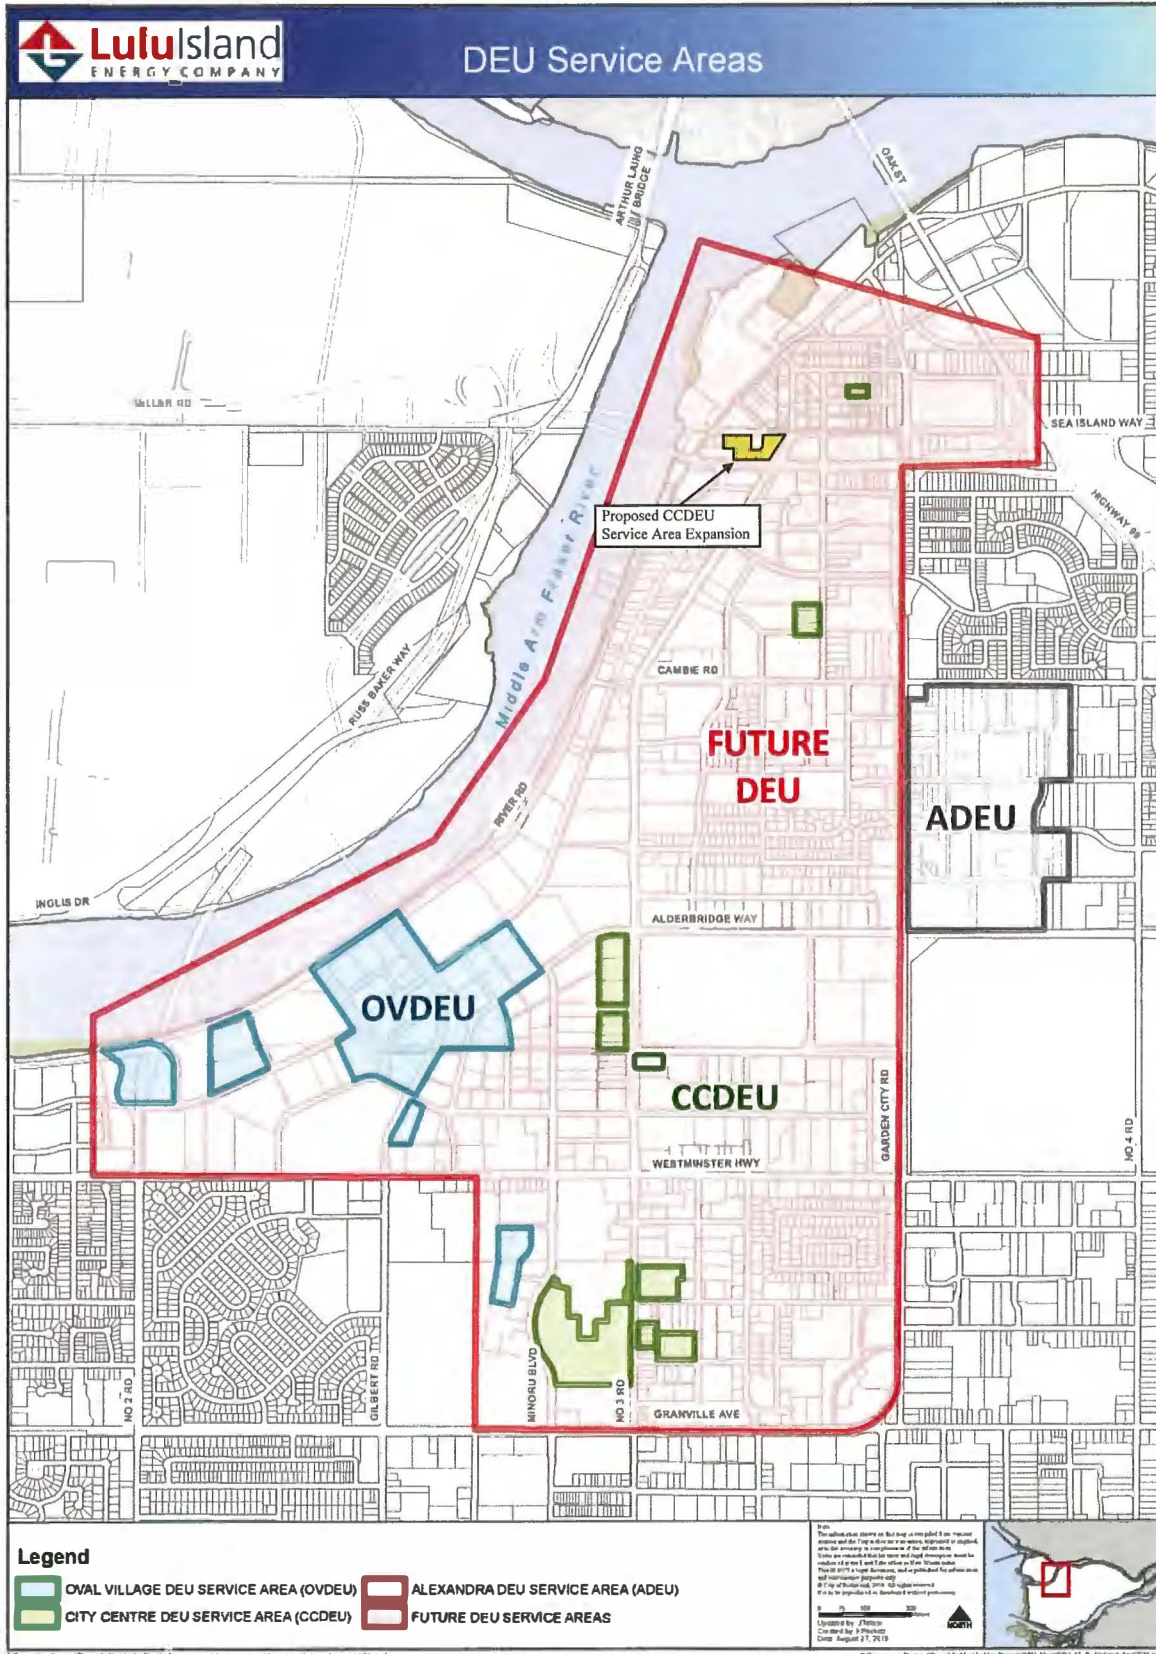 LuluIsland
ENERGY COMPANY
DEU Service Areas
ARTHUR LAING
BRIDGE
OAK ST
MILLER RD
SEA ISLAND WAY
HIGHWAY 99
Proposed CCDEU
Service Area Expansion
Middle Arm Fraser River
RUSS BAKER WAY
CAMBIE RD
FUTURE
DEU
RIVER RD
ADEU
INGLIS DR
ALDERBRIDGE WAY
OVDEU
CCDEU
GARDEN CITY RD
NO 4 RD
WESTMINSTER HWY
NO 2 RD
GILBERT RD
MINORU BLVD
NO 3 RD
GRANVILLE AVE
Legend
OVAL VILLAGE DEU SERVICE AREA (OVDEU)
ALEXANDRA DEU SERVICE AREA (ADEU)
CITY CENTRE DEU SERVICE AREA (CCDEU)
FUTURE DEU SERVICE AREAS
NORTH